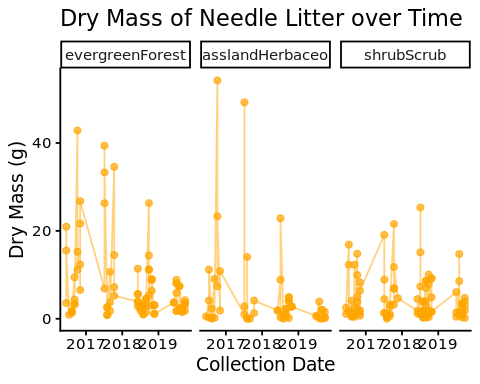 Dry Mass of Needle Litter over Time
evergreenForest asslandHerbaceo shrubScrub
Dry Mass (g)
40
20
0
2017 2018 2019 2017 2018 2019 2017 2018 2019
Collection Date